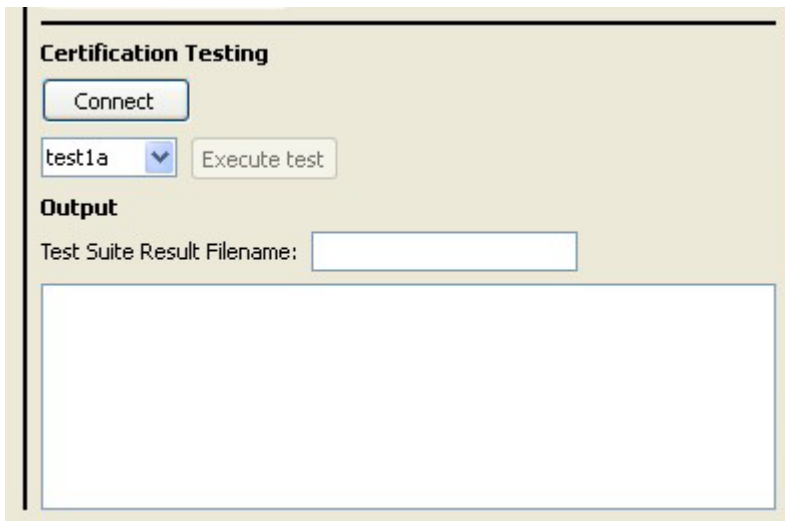 Certification Testing
Connect
test1a
Execute test
Output
Test Suite Result Filename: